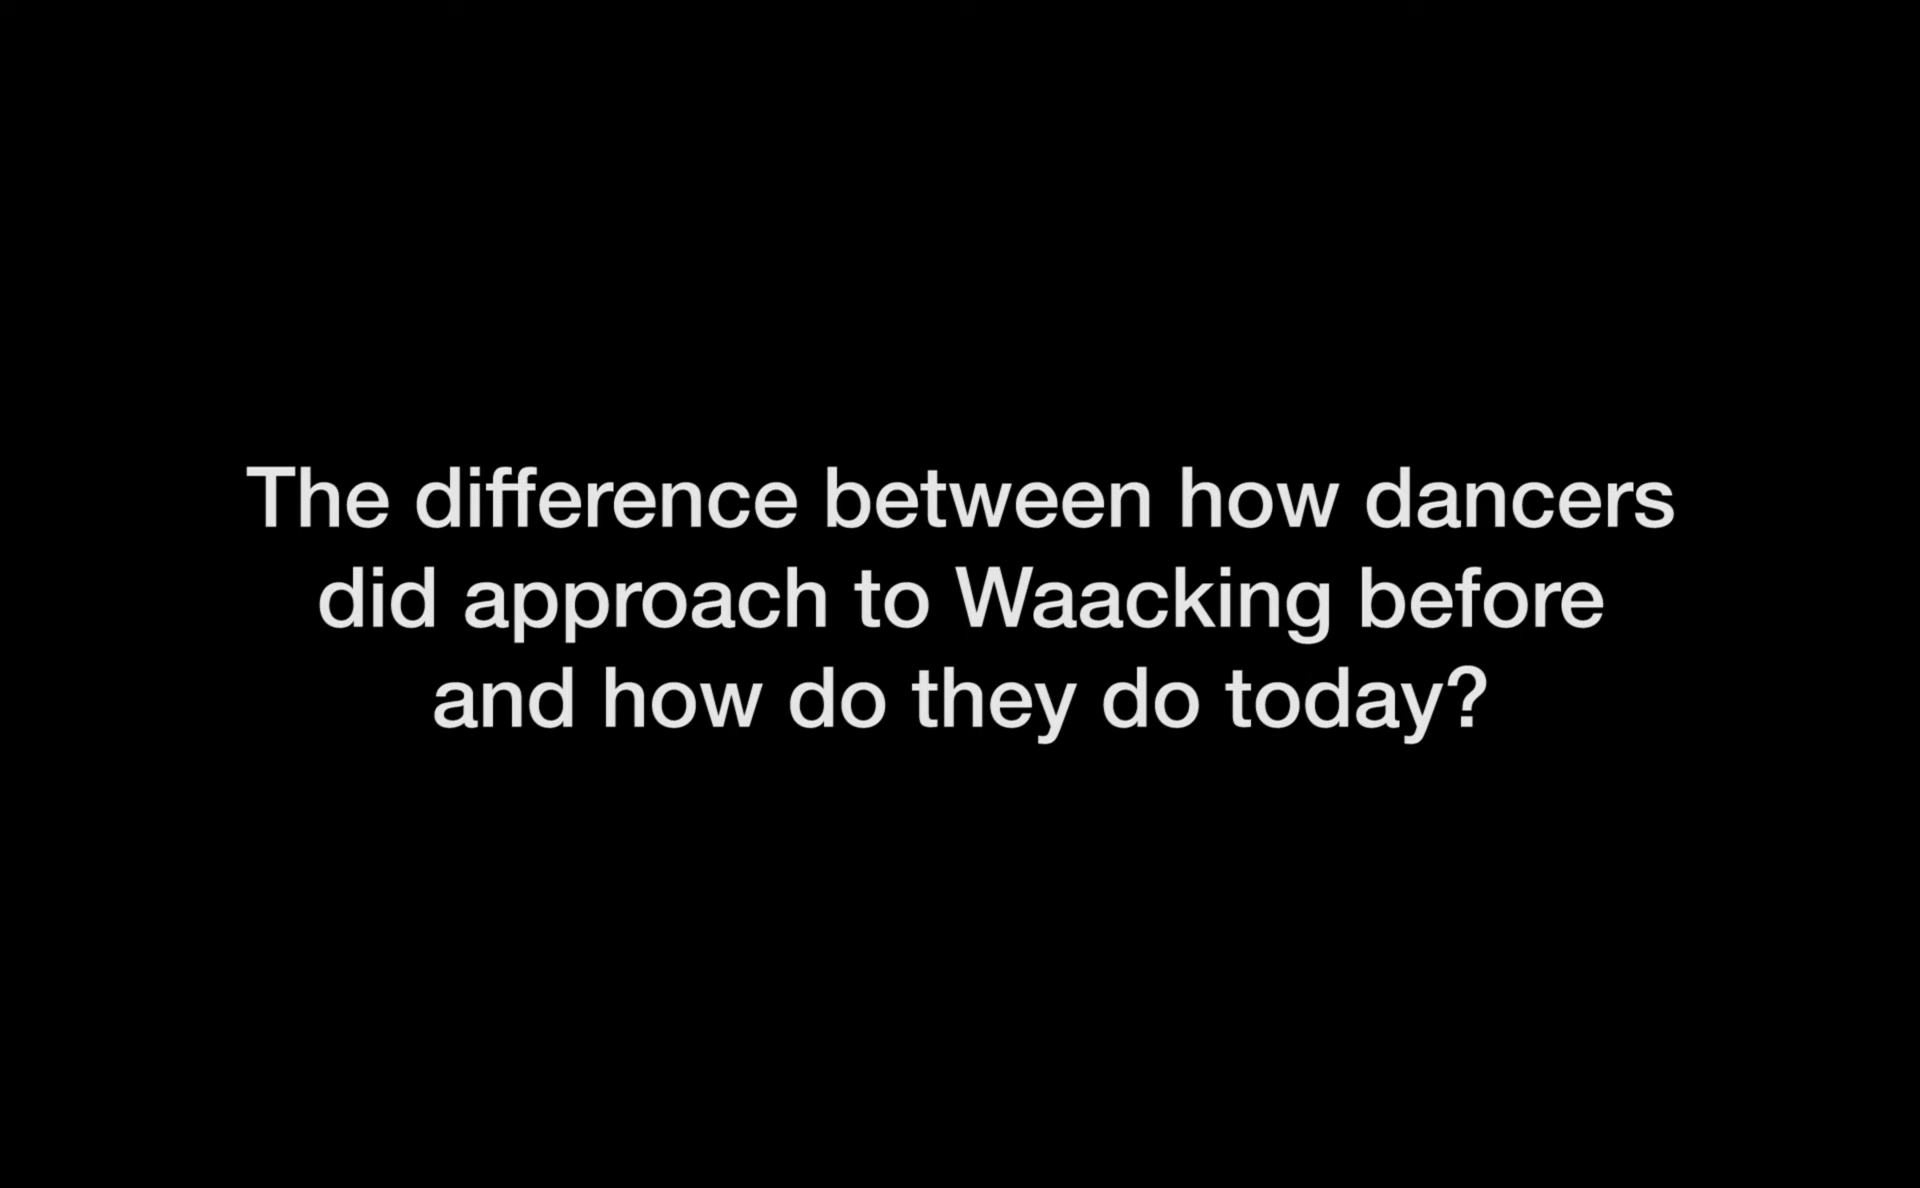 The difference between how dancers
did approach to Waacking before
and how do they do today?